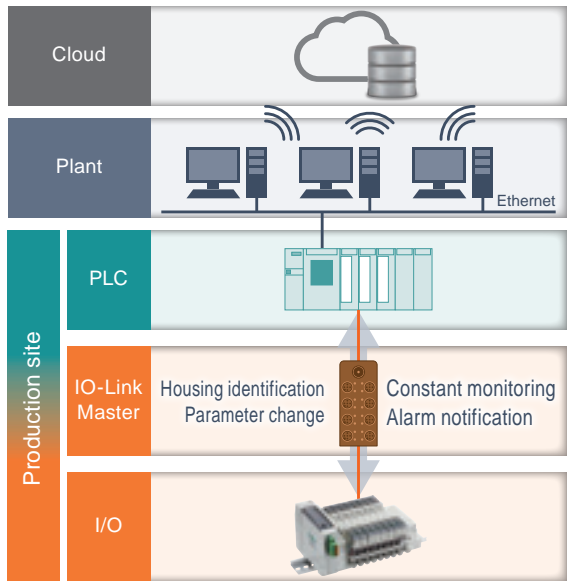 Cloud
Plant
Ethernet
Production site
PLC
IO-Link
Master
Housing identification
Parameter change
Constant monitoring
Alarm notification
I/O